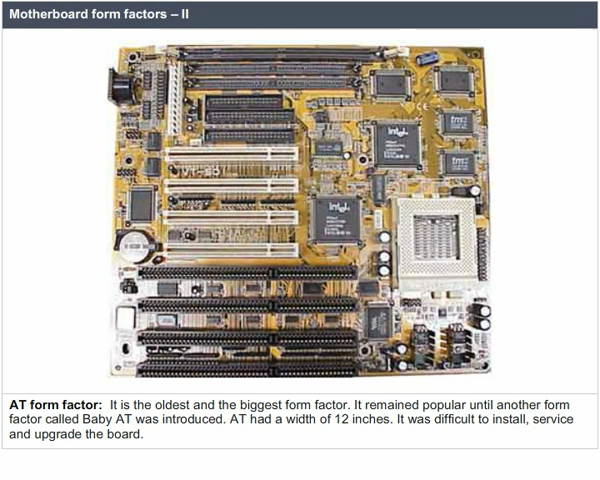 Motherboard form factors – II
intel
intel
AT form factor:  It is the oldest and the biggest form factor. It remained popular until another form
factor called Baby AT was introduced. AT had a width of 12 inches. It was difficult to install, service
and upgrade the board.